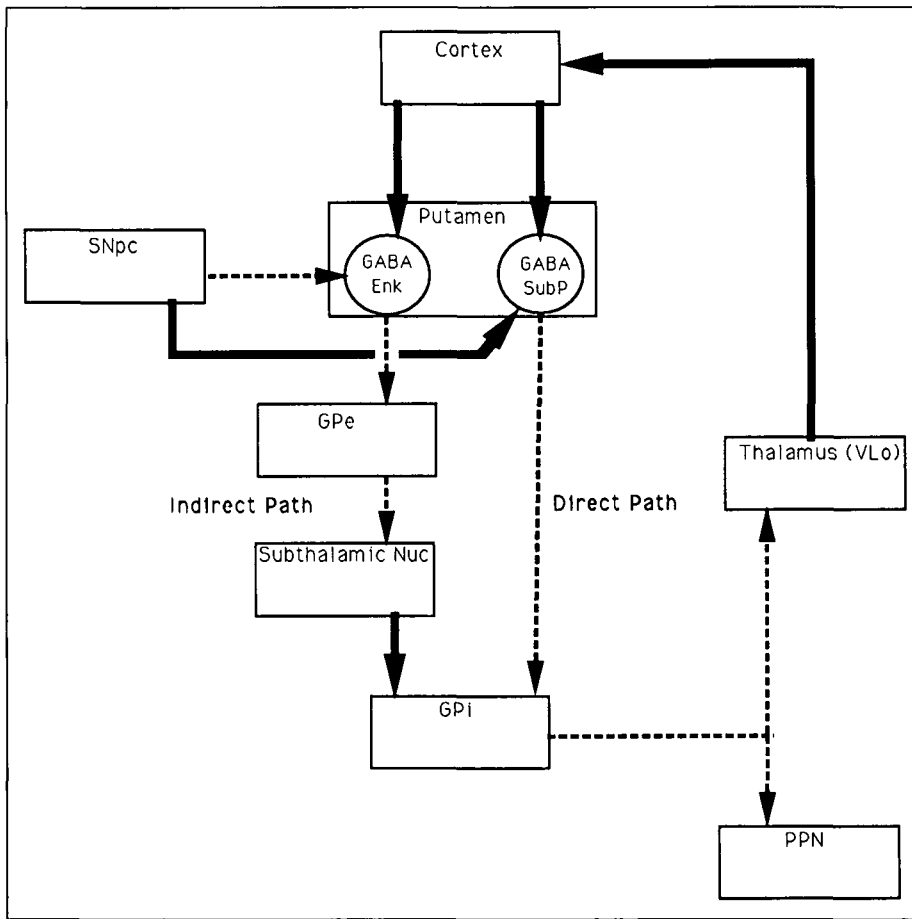 Cortex
Putamen
SNpc
GABA
Enk
GABA
SubP
GPe
Thalamus (VLo)
Indirect Path
Direct Path
Subthalamic Nuc
GPi
PPN